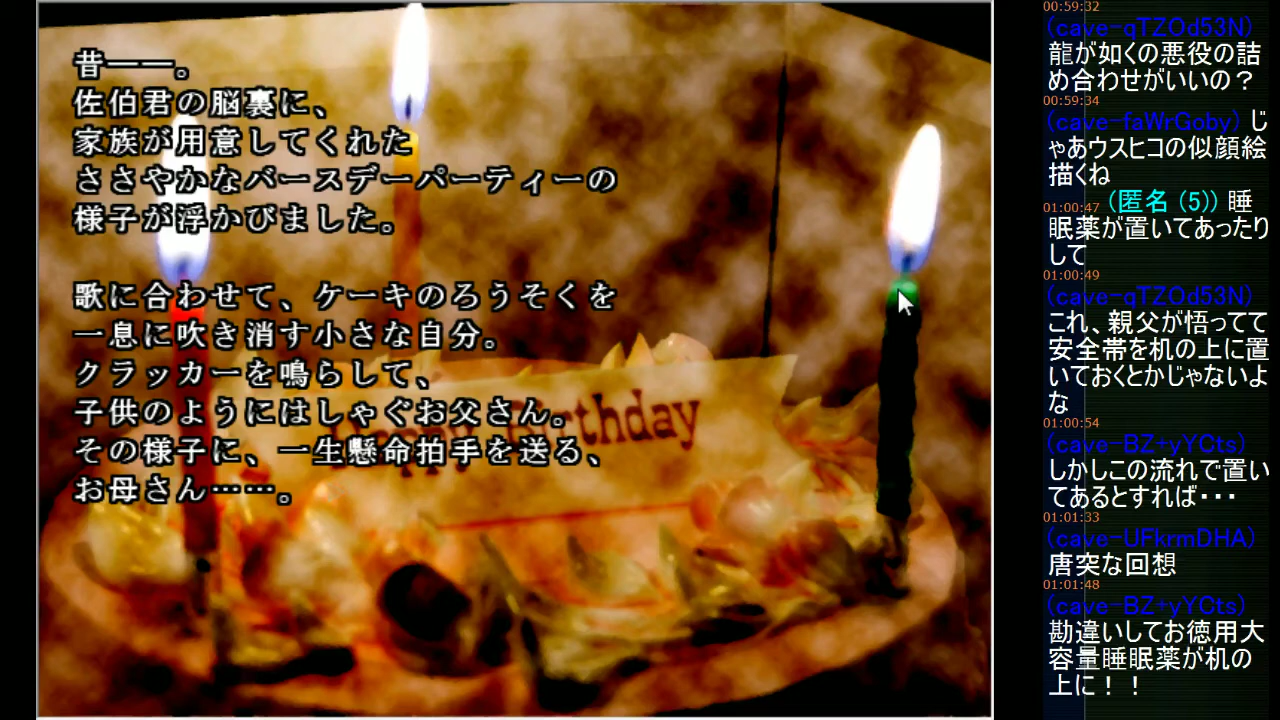 昔――。
佐伯君の脳裏に、
家族が用意してくれた
ささやかなバースデーパーティーの
様子が浮かびました。
歌に合わせて、ケーキのろうそくを
一息に吹き消す小さな自分。
クラッカーを鳴らして、
子供のようにはしゃぐお父さん。
その様子に、一生懸命拍手を送る、
お母さん……。
Birthday
00:59:32
(cave-qTZOd53N)
龍が如くの悪役の詰
め合わせがいいの？
00:59:34
(cave-faWrGoby) じ
ゃあウスヒコの似顔絵
描くね
01:00:47 (匿名 (5)) 睡
眠薬が置いてあったり
して
01:00:49
(cave-qTZOd53N)
これ、親父が悟ってて
安全帯を机の上に置
いておくとかじゃないよ
な
01:00:54
(cave-BZ+yYCts)
しかしこの流れで置い
てあるとすれば・・・
01:01:33
(cave-UFkrmDHA)
唐突な回想
01:01:48
(cave-BZ+yYCts)
勘違いしてお徳用大
容量睡眠薬が机の
上に！！